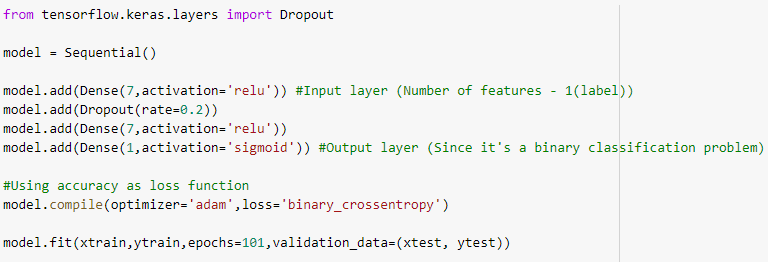 from tensorflow.keras.layers import Dropout
model = Sequential()
model.add(Dense(7,activation='relu')) #Input layer (Number of features - 1(label))
model.add(Dropout(rate=0.2))
model.add(Dense(7,activation='relu'))
model.add(Dense(1,activation='sigmoid')) #Output layer (Since it's a binary classification problem)
#Using accuracy as loss function
model.compile(optimizer='adam',loss='binary_crossentropy')
model.fit(xtrain,ytrain,epochs=101,validation_data=(xtest, ytest))